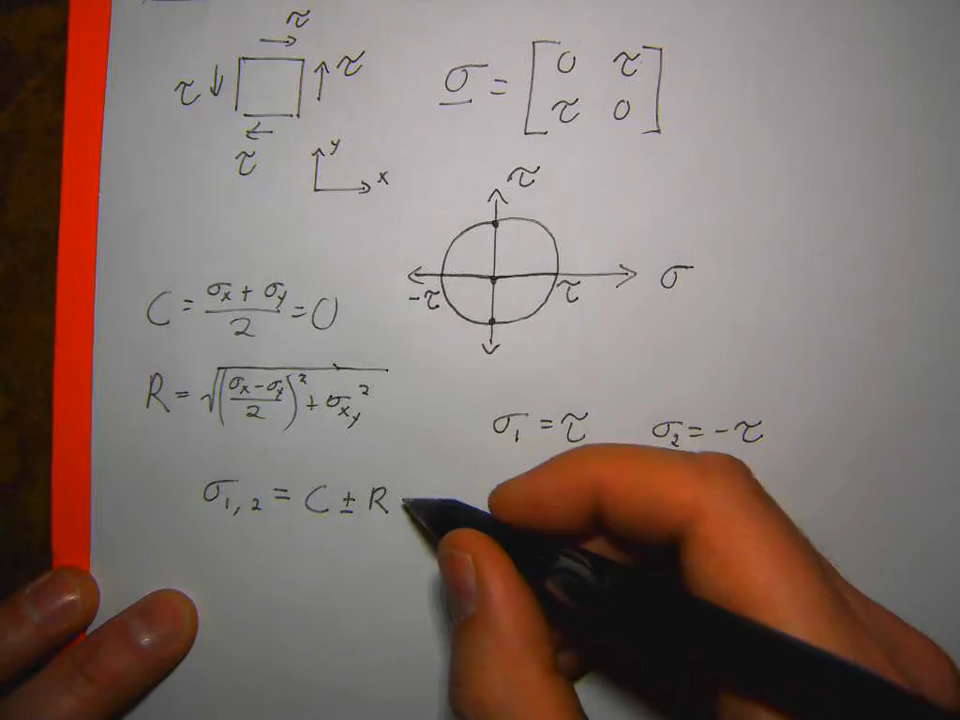 τ
τ τ
τ
y
x
σ = [0 τ
τ 0]
τ
σ
-τ τ
C = (σx + σy)/2 = 0
R = √(((σx - σy)/2)² + σxy²)
σ1 = τ σ2 = -τ
σ1,2 = C ± R